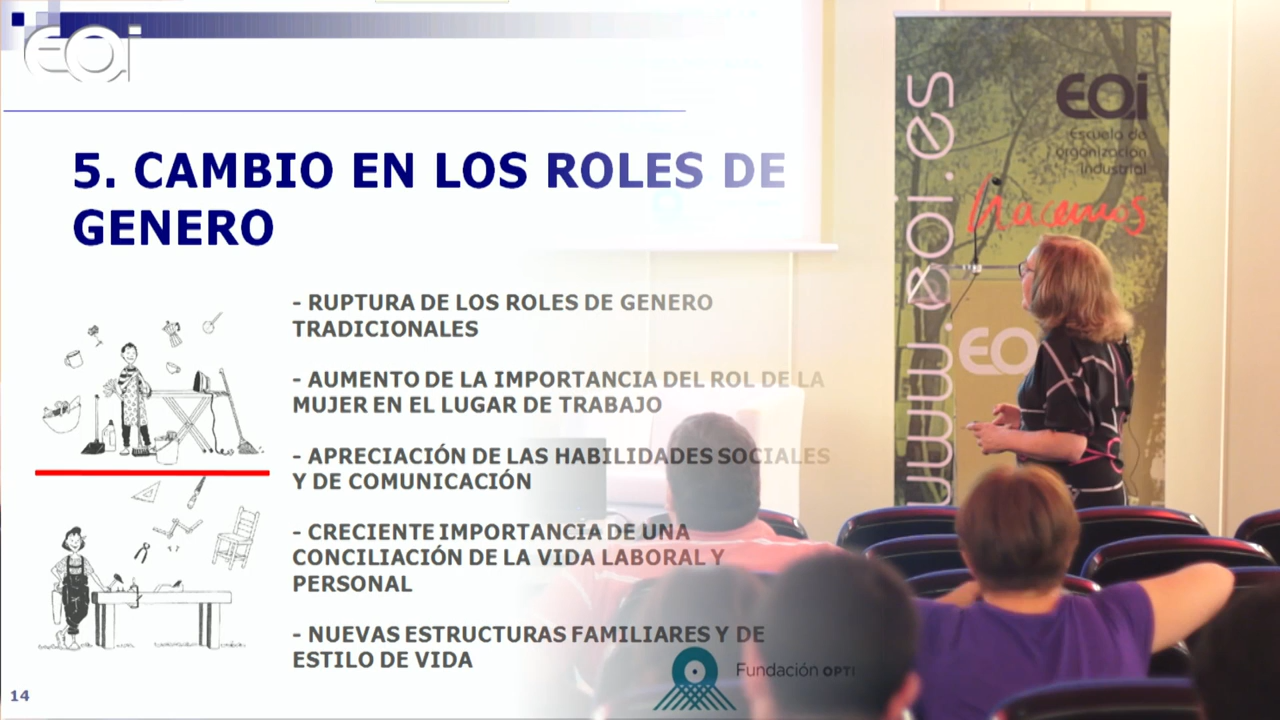 EOi
5. CAMBIO EN LOS ROLES DE
GENERO
- RUPTURA DE LOS ROLES DE GENERO
TRADICIONALES
- AUMENTO DE LA IMPORTANCIA DEL ROL DE LA
MUJER EN EL LUGAR DE TRABAJO
- APRECIACIÓN DE LAS HABILIDADES SOCIALES
Y DE COMUNICACIÓN
- CRECIENTE IMPORTANCIA DE UNA
CONCILIACIÓN DE LA VIDA LABORAL Y
PERSONAL
- NUEVAS ESTRUCTURAS FAMILIARES Y DE
ESTILO DE VIDA
14
Fundación OPTI
www.eoi.es
EOi
Escuela de
organización
industrial
hacemos
EOi